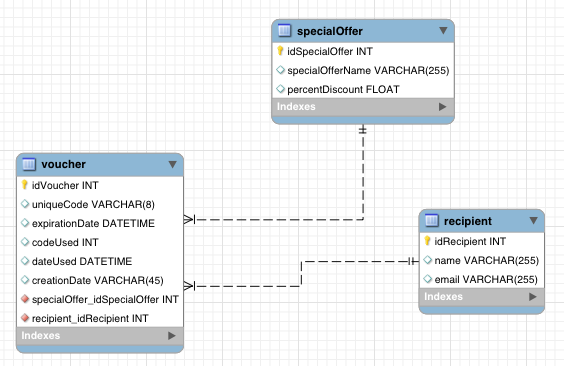 specialOffer
idSpecialOffer INT
specialOfferName VARCHAR(255)
percentDiscount FLOAT
Indexes
voucher
idVoucher INT
uniqueCode VARCHAR(8)
expirationDate DATETIME
codeUsed INT
dateUsed DATETIME
creationDate VARCHAR(45)
specialOffer_idSpecialOffer INT
recipient_idRecipient INT
Indexes
recipient
idRecipient INT
name VARCHAR(255)
email VARCHAR(255)
Indexes